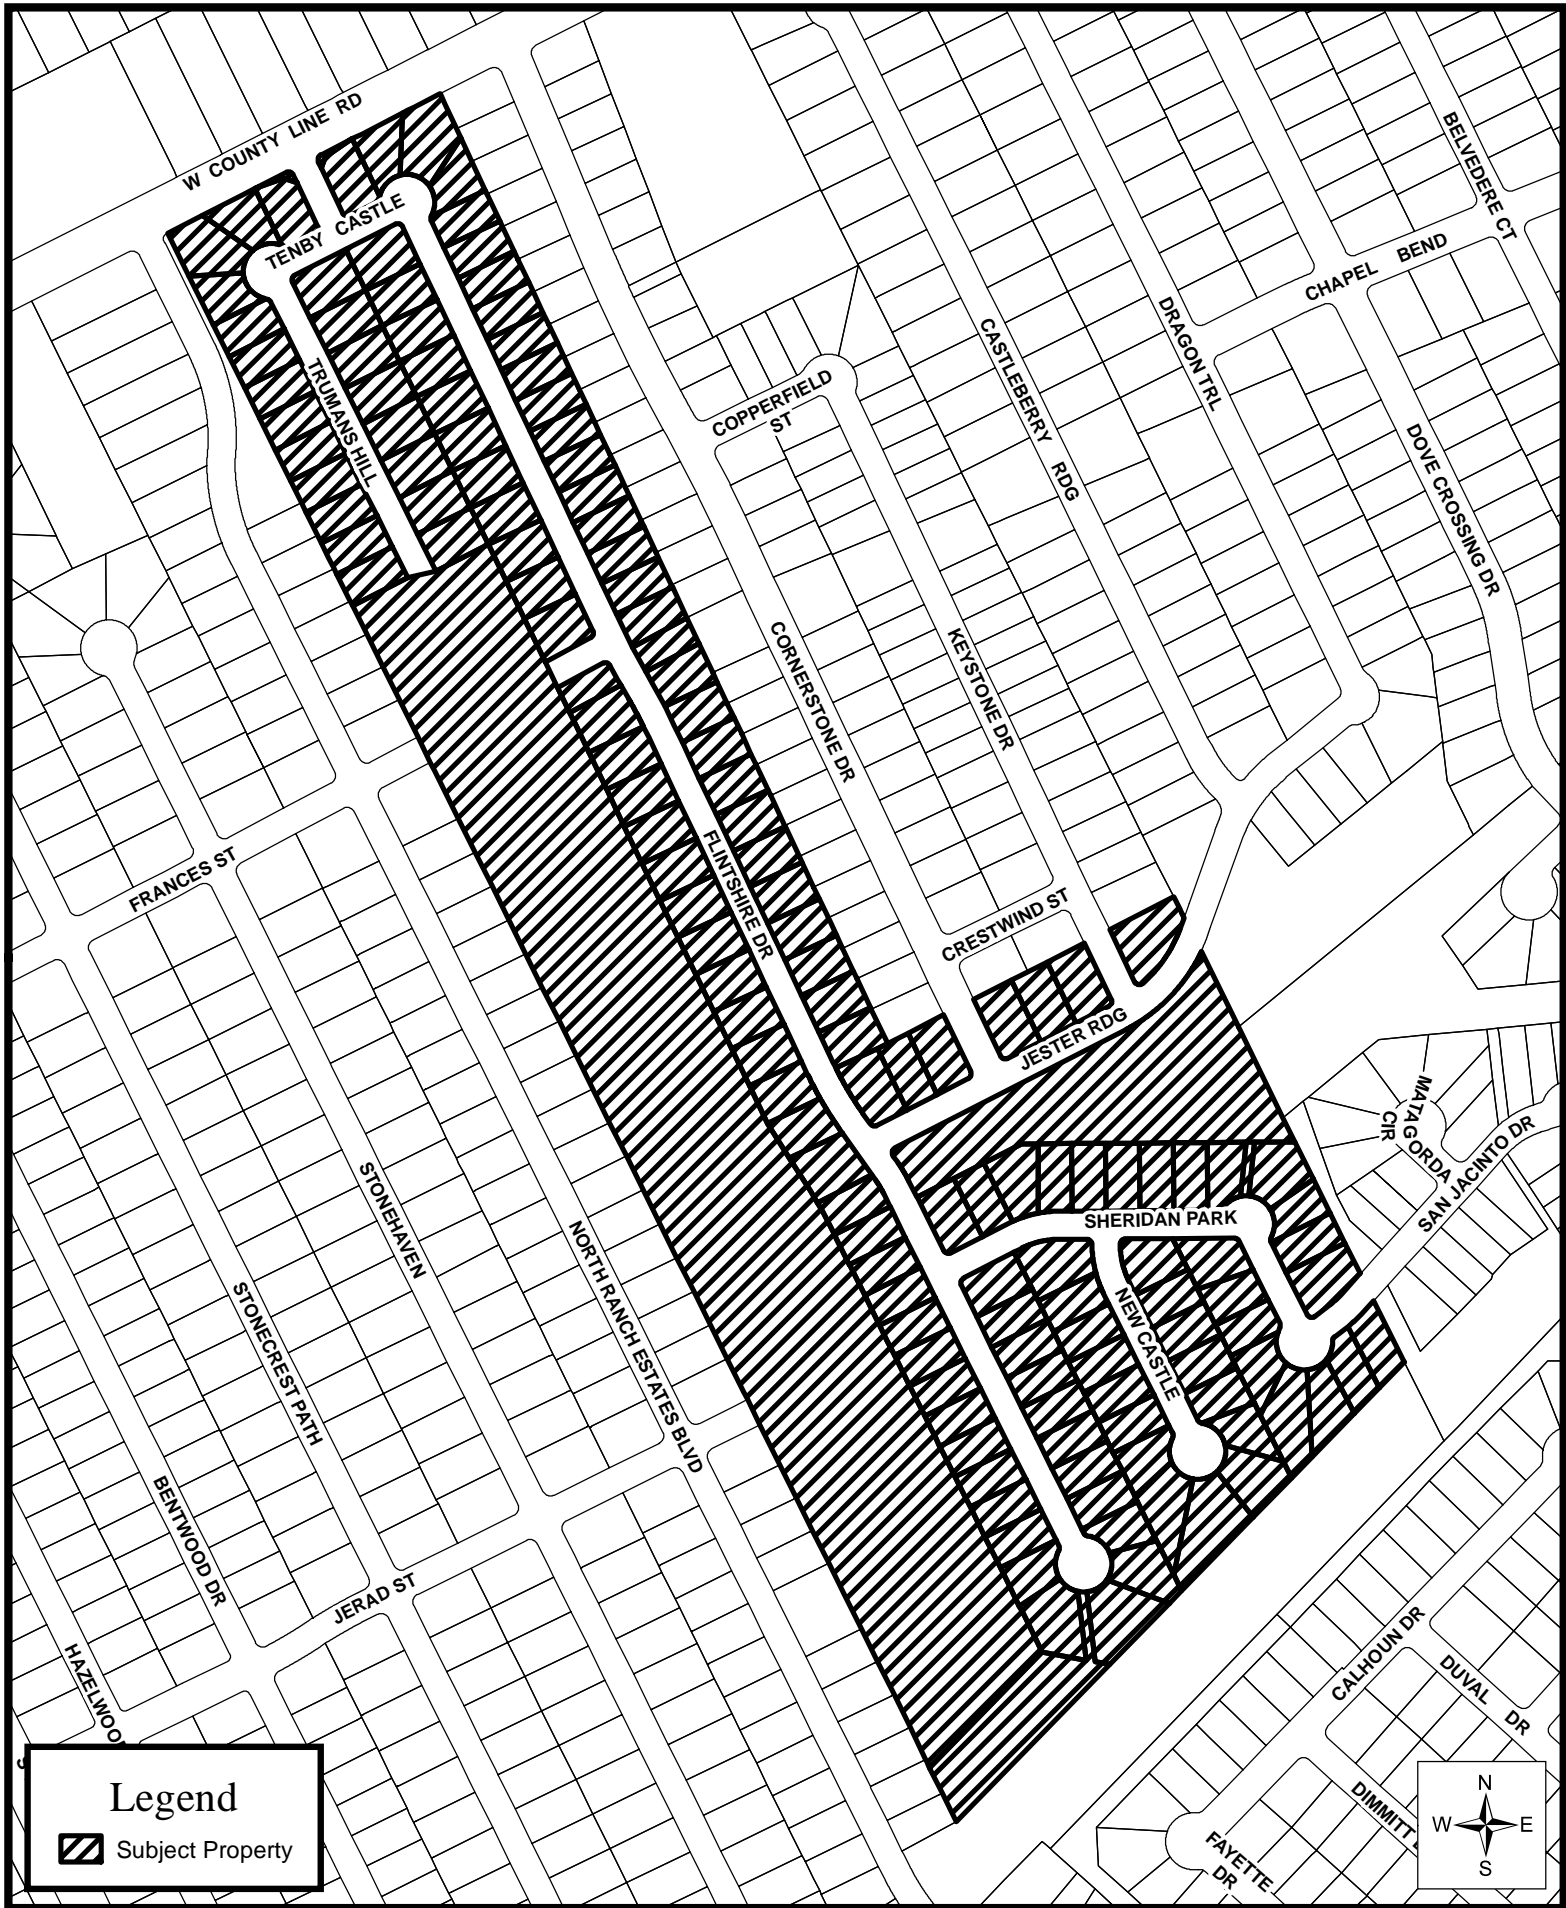 W COUNTY LINE RD
TENBY CASTLE
TRUMANS HILL
BELVEDERE CT
CHAPEL BEND
DRAGON TRL
CASTLEBERRY RDG
COPPERFIELD
ST
DOVE CROSSING DR
CORNERSTONE DR
KEYSTONE DR
FRANCES ST
FLINTSHIRE DR
CRESTWIND ST
JESTER RDG
MATAGORDA
CIR
SAN JACINTO DR
SHERIDAN PARK
NEW CASTLE
STONEHAVEN
NORTH RANCH ESTATES BLVD
STONECREST PATH
BENTWOOD DR
JERAD ST
HAZELWOO
CALHOUN DR
DUVAL DR
DIMMITT
FAYETTE
DR
Legend
Subject Property
N
W E
S